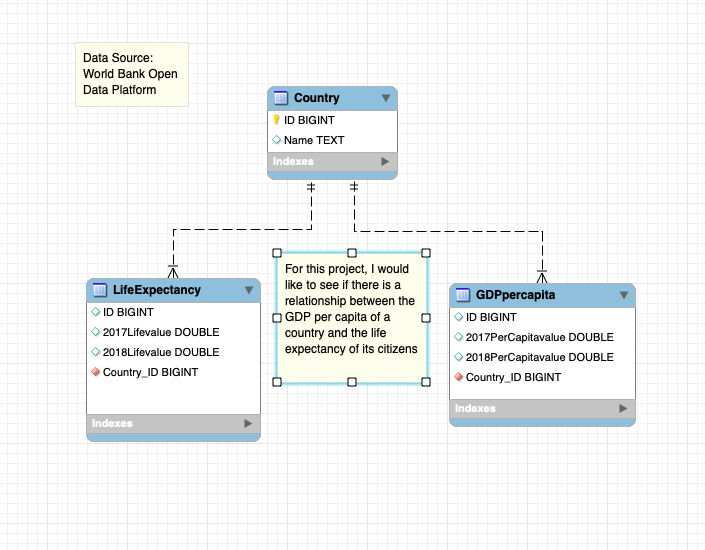 Data Source:
World Bank Open
Data Platform
Country
ID BIGINT
Name TEXT
Indexes
LifeExpectancy
ID BIGINT
2017Lifevalue DOUBLE
2018Lifevalue DOUBLE
Country_ID BIGINT
Indexes
For this project, I would
like to see if there is a
relationship between the
GDP per capita of a
country and the life
expectancy of its citizens
GDPpercapita
ID BIGINT
2017PerCapitavalue DOUBLE
2018PerCapitavalue DOUBLE
Country_ID BIGINT
Indexes